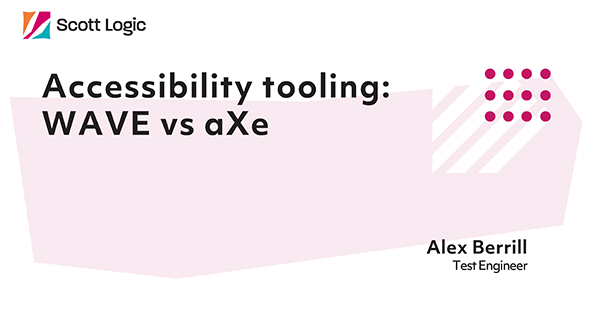 Scott Logic
Accessibility tooling:
WAVE vs aXe
Alex Berrill
Test Engineer